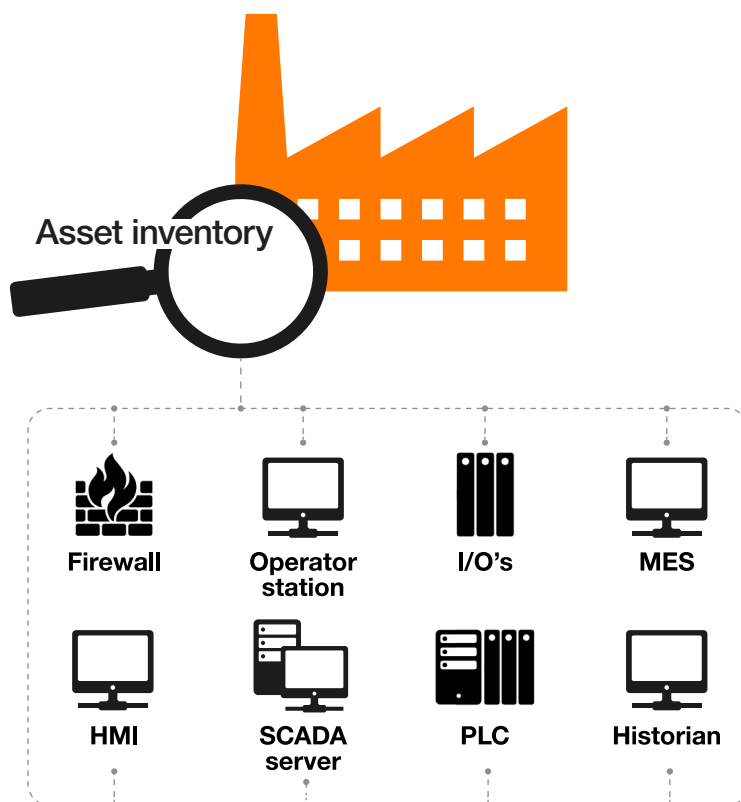 Asset inventory
Firewall
Operator
station
I/O’s
MES
HMI
SCADA
server
PLC
Historian